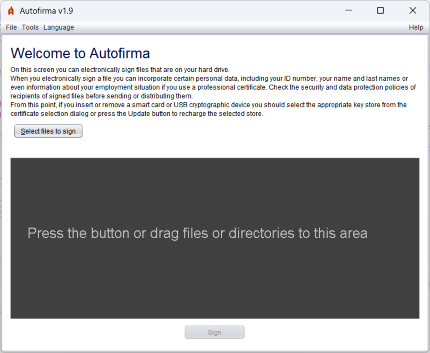 Autofirma v1.9
File Tools Language Help
Welcome to Autofirma
On this screen you can electronically sign files that are on your hard drive.
When you electronically sign a file you can incorporate certain personal data, including your ID number, your name and last names or
even information about your employment situation if you use a professional certificate. Check the security and data protection policies of
recipients of signed files before sending or distributing them.
From this point, if you insert or remove a smart card or USB cryptographic device you should select the appropriate key store from the
certificate selection dialog or press the Update button to recharge the selected store.
Select files to sign
Press the button or drag files or directories to this area
Sign